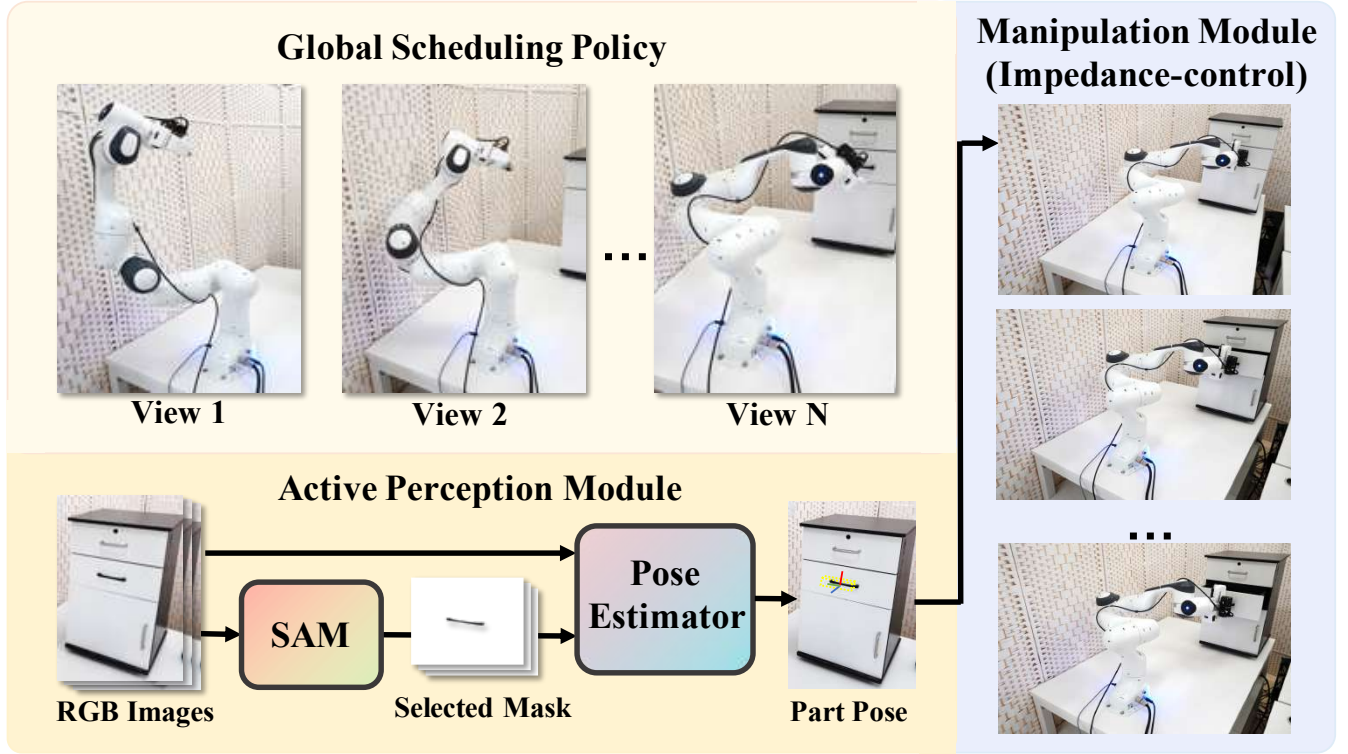 Global Scheduling Policy
View 1
View 2
...
View N
Active Perception Module
RGB Images
SAM
Selected Mask
Pose
Estimator
Part Pose
Manipulation Module
(Impedance-control)
...